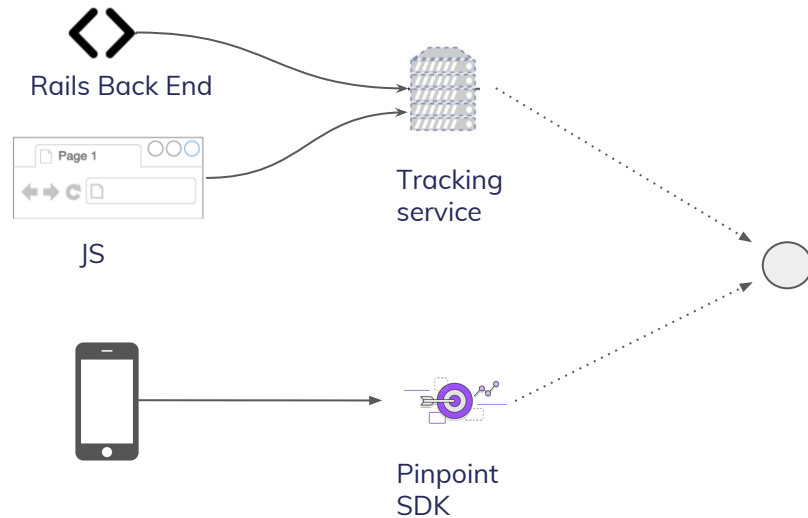 Rails Back End
Page 1
JS
Tracking
service
Pinpoint
SDK